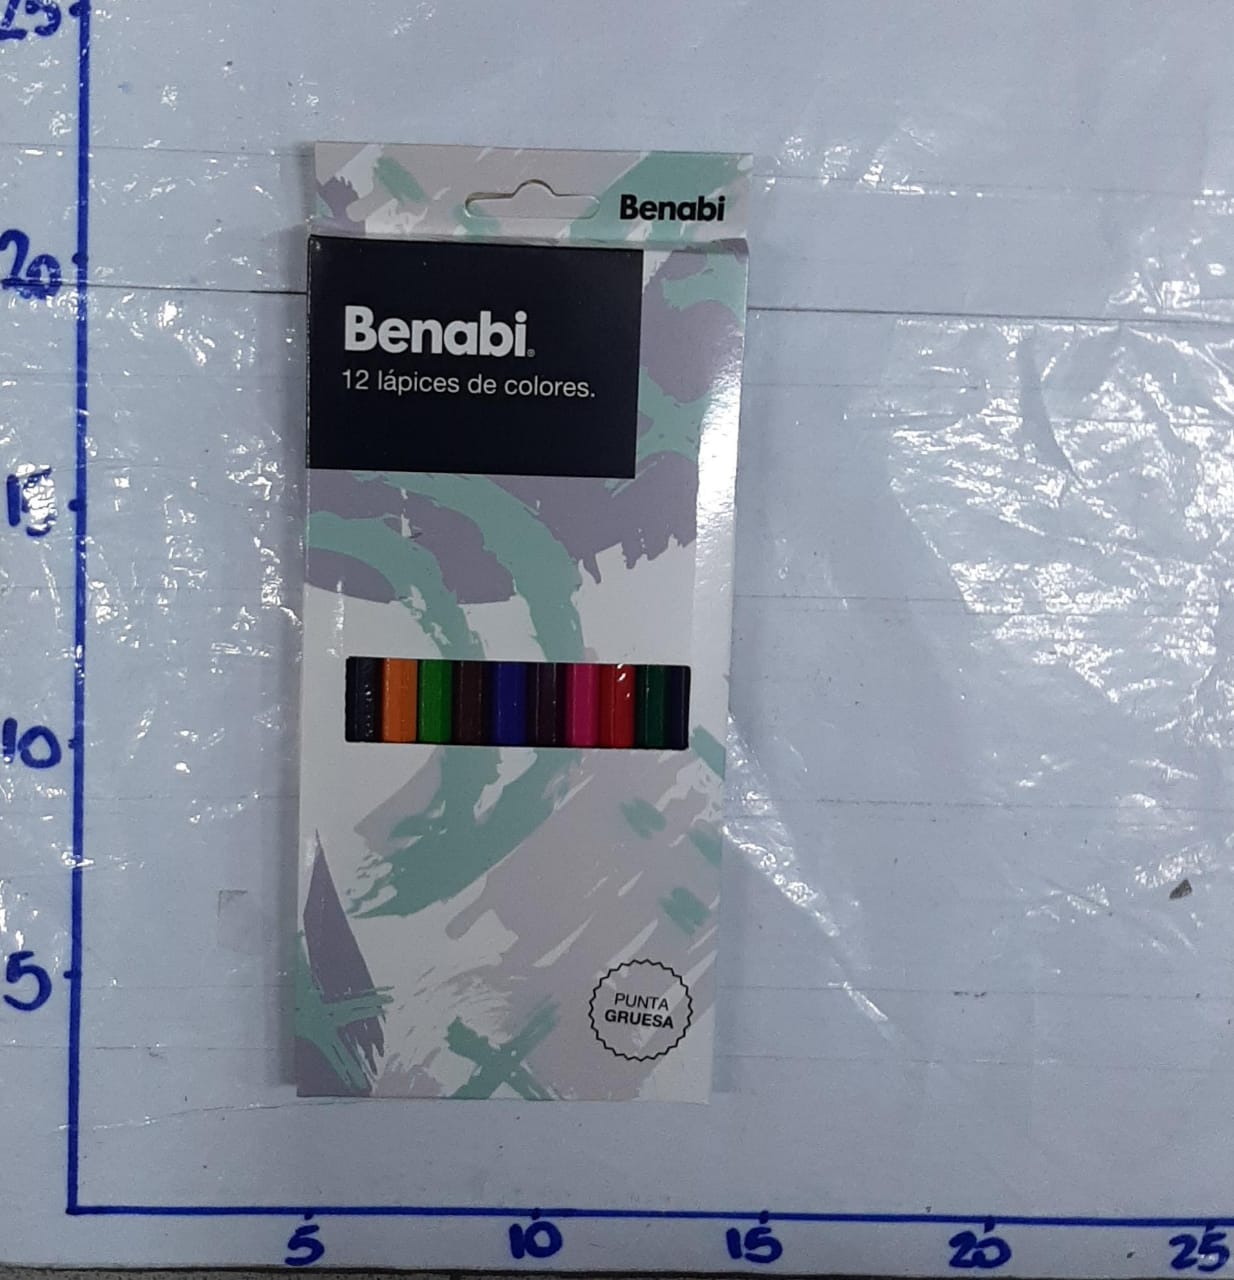 25
Benabi
20
Benabi®
12 lápices de colores.
15
10
5
PUNTA
GRUESA
5 10 15 20 25